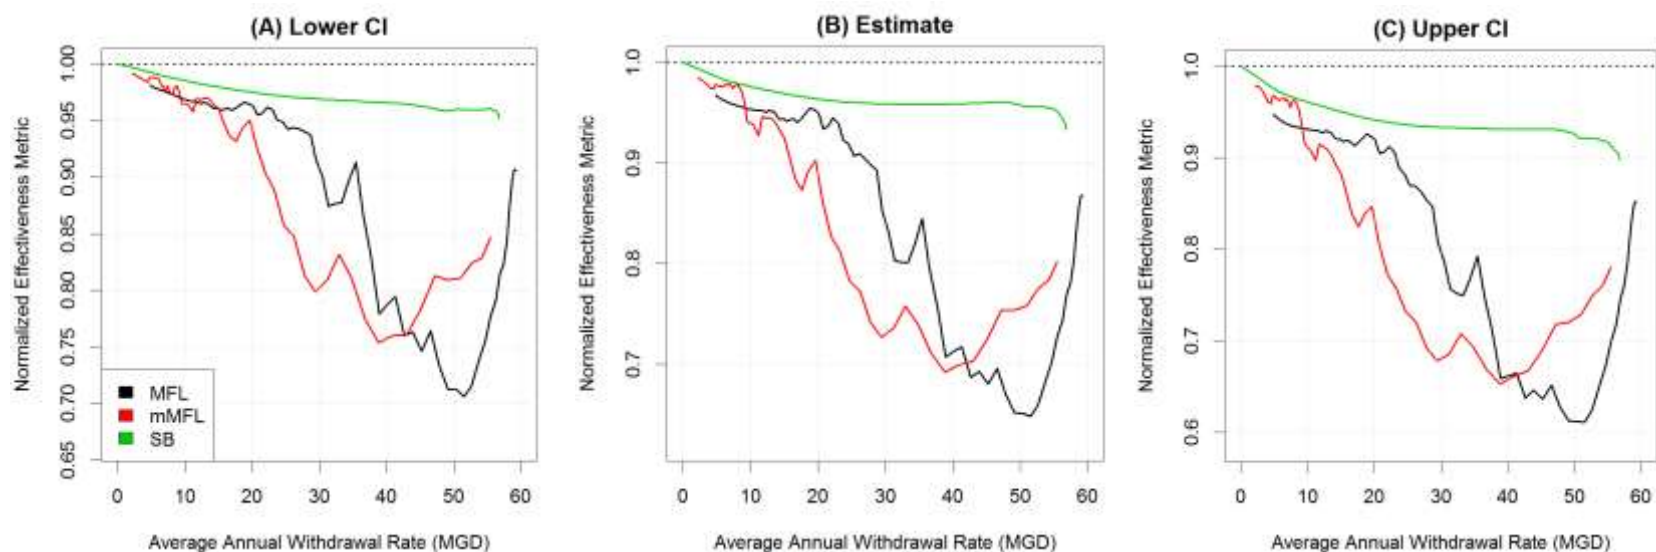 (A) Lower CI
Normalized Effectiveness Metric
1.00
0.95
0.90
0.85
0.80
0.75
0.70
0.65
MFL
mMFL
SB
0 10 20 30 40 50 60
Average Annual Withdrawal Rate (MGD)
(B) Estimate
Normalized Effectiveness Metric
1.0
0.9
0.8
0.7
0 10 20 30 40 50 60
Average Annual Withdrawal Rate (MGD)
(C) Upper CI
Normalized Effectiveness Metric
1.0
0.9
0.8
0.7
0.6
0 10 20 30 40 50 60
Average Annual Withdrawal Rate (MGD)